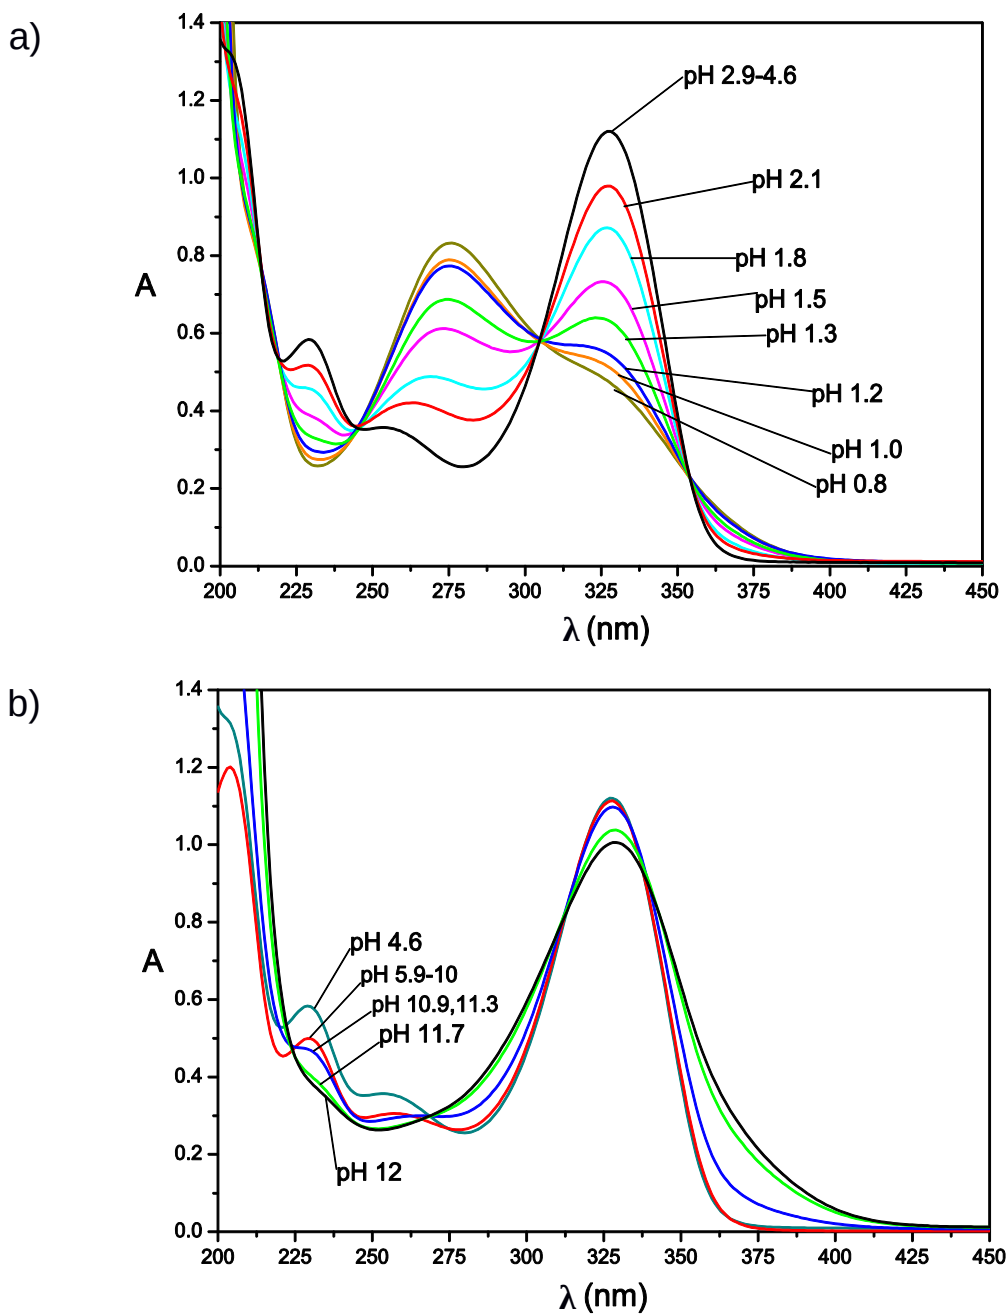 a)
1.4
1.2
1.0
0.8
0.6
0.4
0.2
0.0
A
pH 2.9-4.6
pH 2.1
pH 1.8
pH 1.5
pH 1.3
pH 1.2
pH 1.0
pH 0.8
200 225 250 275 300 325 350 375 400 425 450
λ (nm)
b)
1.4
1.2
1.0
0.8
0.6
0.4
0.2
0.0
A
pH 4.6
pH 5.9-10
pH 10.9,11.3
pH 11.7
pH 12
200 225 250 275 300 325 350 375 400 425 450
λ (nm)